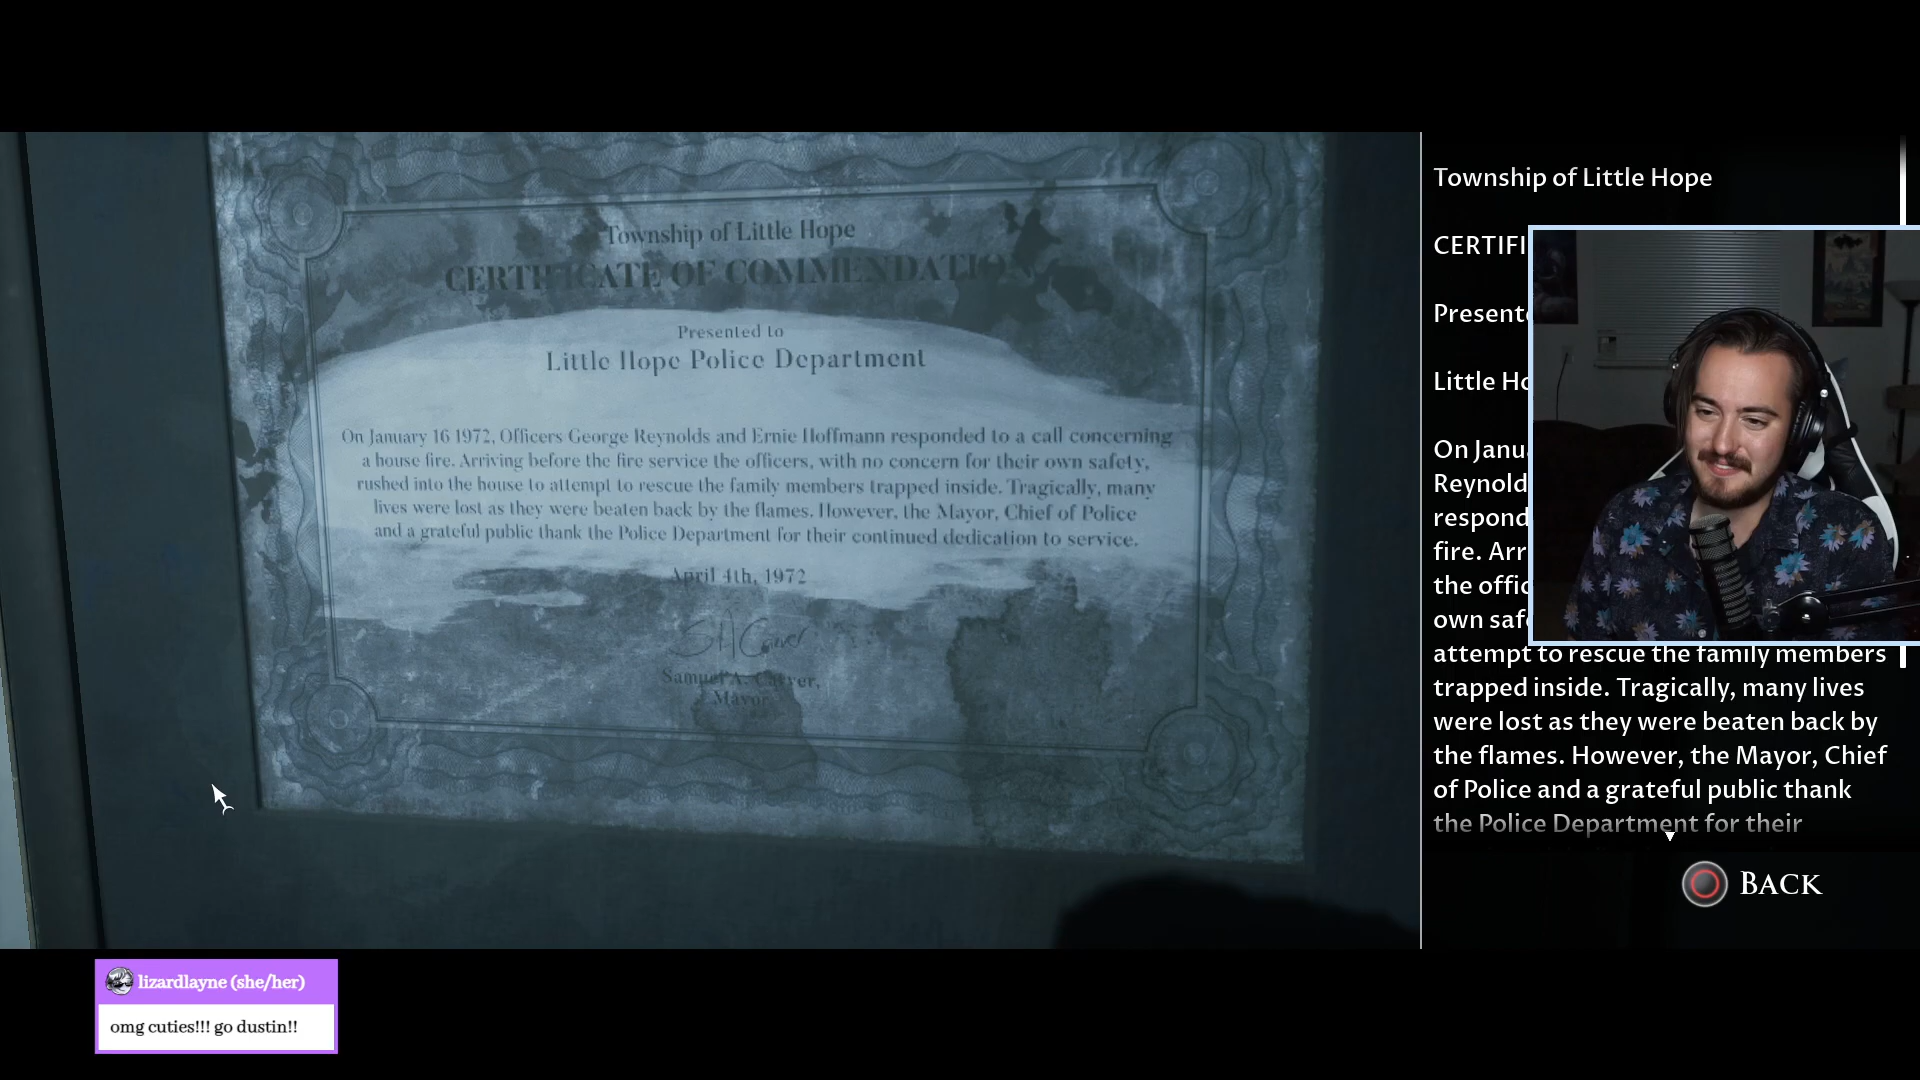 Township of Little Hope
CERTIFICATE OF COMMENDATIO
Presented to
Little Hope Police Department
On January 16 1972, Officers George Reynolds and Ernie Hoffmann responded to a call concerning
a house fire. Arriving before the fire service the officers, with no concern for their own safety,
rushed into the house to attempt to rescue the family members trapped inside. Tragically, many
lives were lost as they were beaten back by the flames. However, the Mayor, Chief of Police
and a grateful public thank the Police Department for their continued dedication to service.
April 4th, 1972
Samuel A. Carver,
Mayor
Township of Little Hope
CERTIFI
Presente
Little Ho
On Janu
Reynold
respond
fire. Arr
the offic
own safe
attempt to rescue the family members
trapped inside. Tragically, many lives
were lost as they were beaten back by
the flames. However, the Mayor, Chief
of Police and a grateful public thank
the Police Department for their
BACK
lizardlayne (she/her)
omg cuties!!! go dustin!!